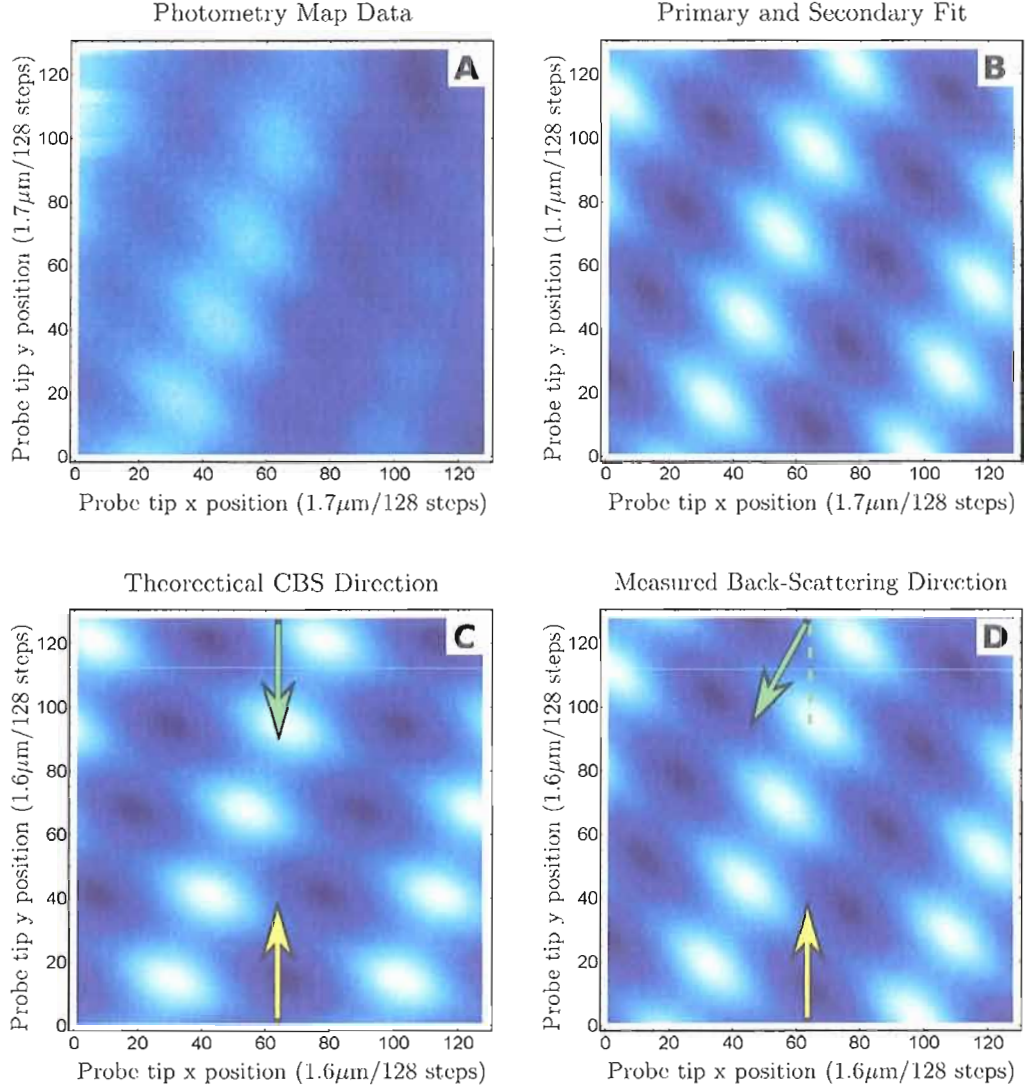 Photometry Map Data
A
Probe tip y position (1.7μm/128 steps)
120
100
80
60
40
20
0
0 20 40 60 80 100 120
Probe tip x position (1.7μm/128 steps)
Primary and Secondary Fit
B
Probe tip y position (1.7μm/128 steps)
120
100
80
60
40
20
0
0 20 40 60 80 100 120
Probe tip x position (1.7μm/128 steps)
Theorectical CBS Direction
C
Probe tip y position (1.6μm/128 steps)
120
100
80
60
40
20
0
0 20 40 60 80 100 120
Probe tip x position (1.6μm/128 steps)
Measured Back-Scattering Direction
D
Probe tip y position (1.6μm/128 steps)
120
100
80
60
40
20
0
0 20 40 60 80 100 120
Probe tip x position (1.6μm/128 steps)